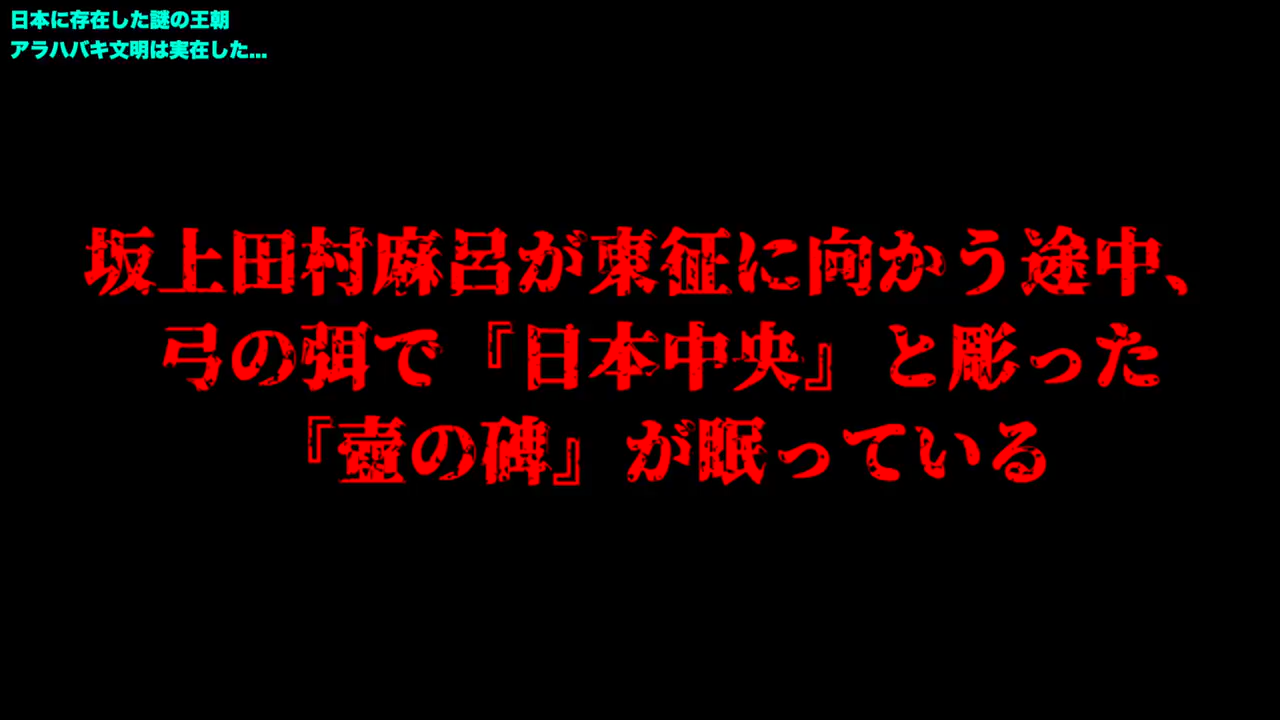 日本に存在した謎の王朝
アラハバキ文明は実在した...
坂上田村麻呂が東征に向かう途中、
弓の弭で『日本中央』と彫った
『壺の碑』が眠っている